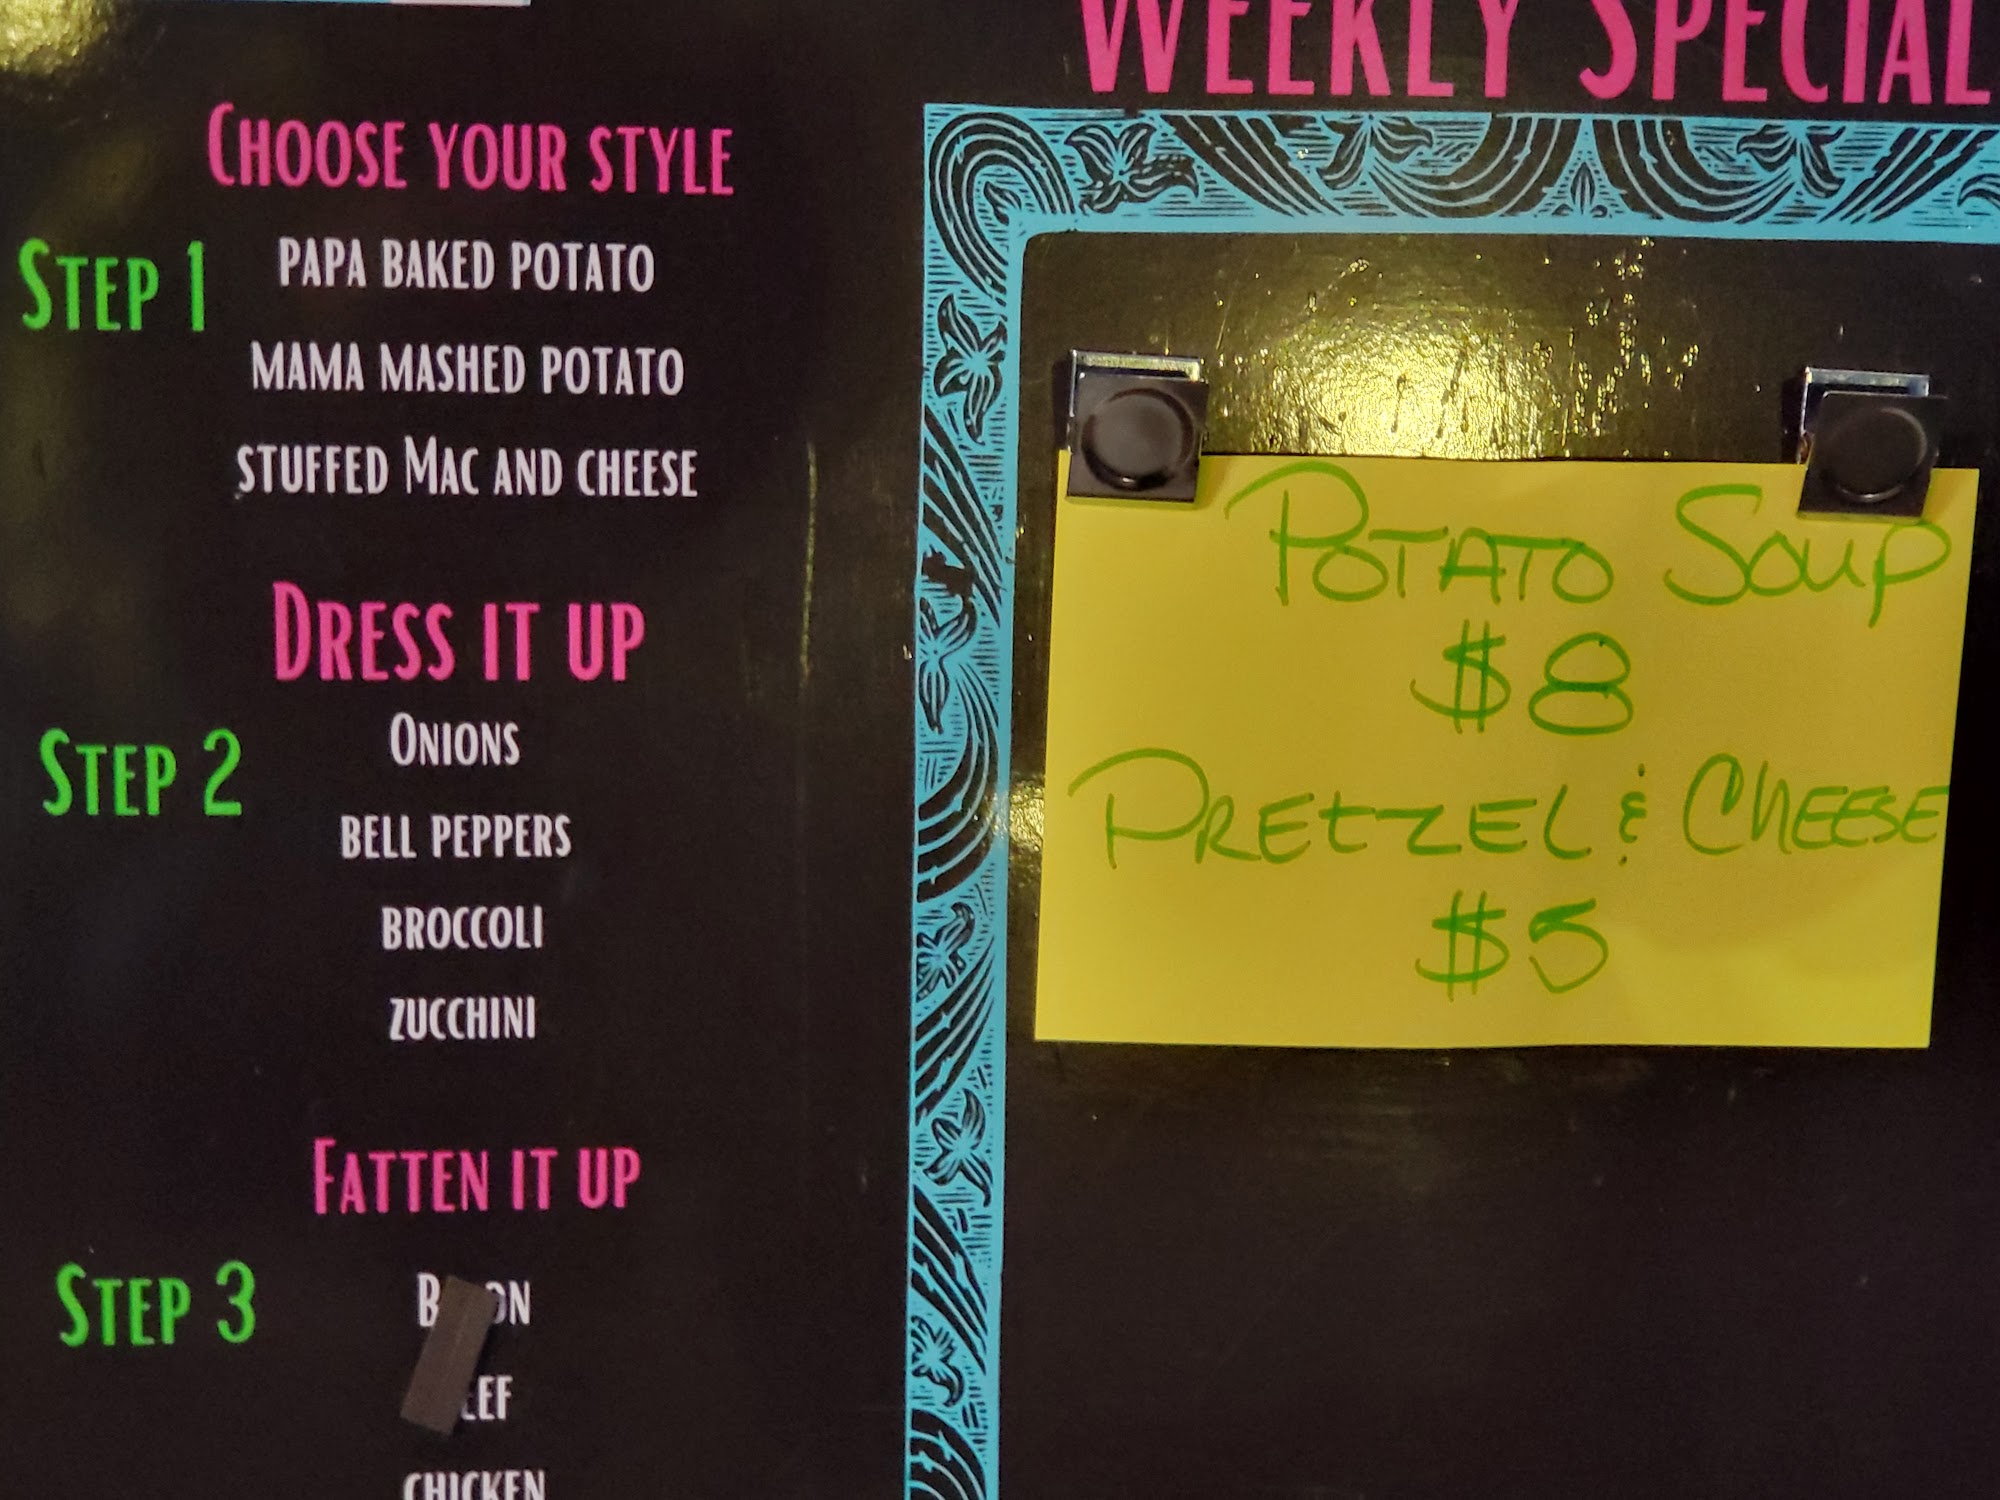 CHOOSE YOUR STYLE
STEP 1
PAPA BAKED POTATO
MAMA MASHED POTATO
STUFFED MAC AND CHEESE
DRESS IT UP
STEP 2
ONIONS
BELL PEPPERS
BROCCOLI
ZUCCHINI
FATTEN IT UP
STEP 3
CHICKEN
WEEKLY SPECIAL
POTATO SOUP
$8
PRETZEL & CHEESE
$5